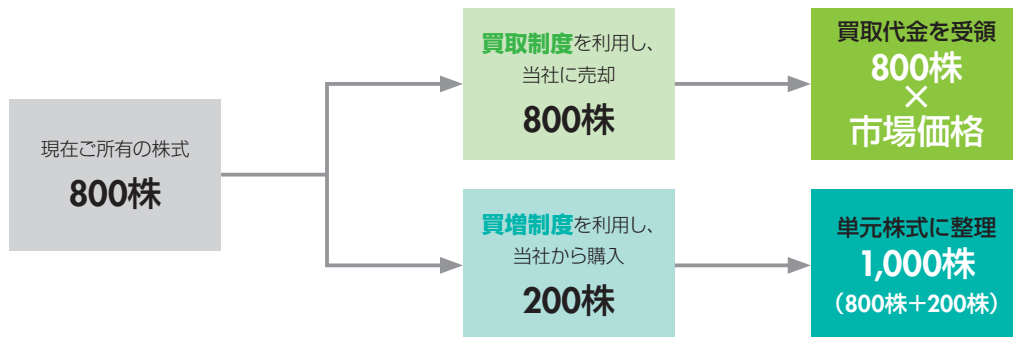 現在ご所有の株式
800株
買取制度を利用し、
当社に売却
800株
買取代金を受領
800株
×
市場価格
買増制度を利用し、
当社から購入
200株
単元株式に整理
1,000株
（800株＋200株）